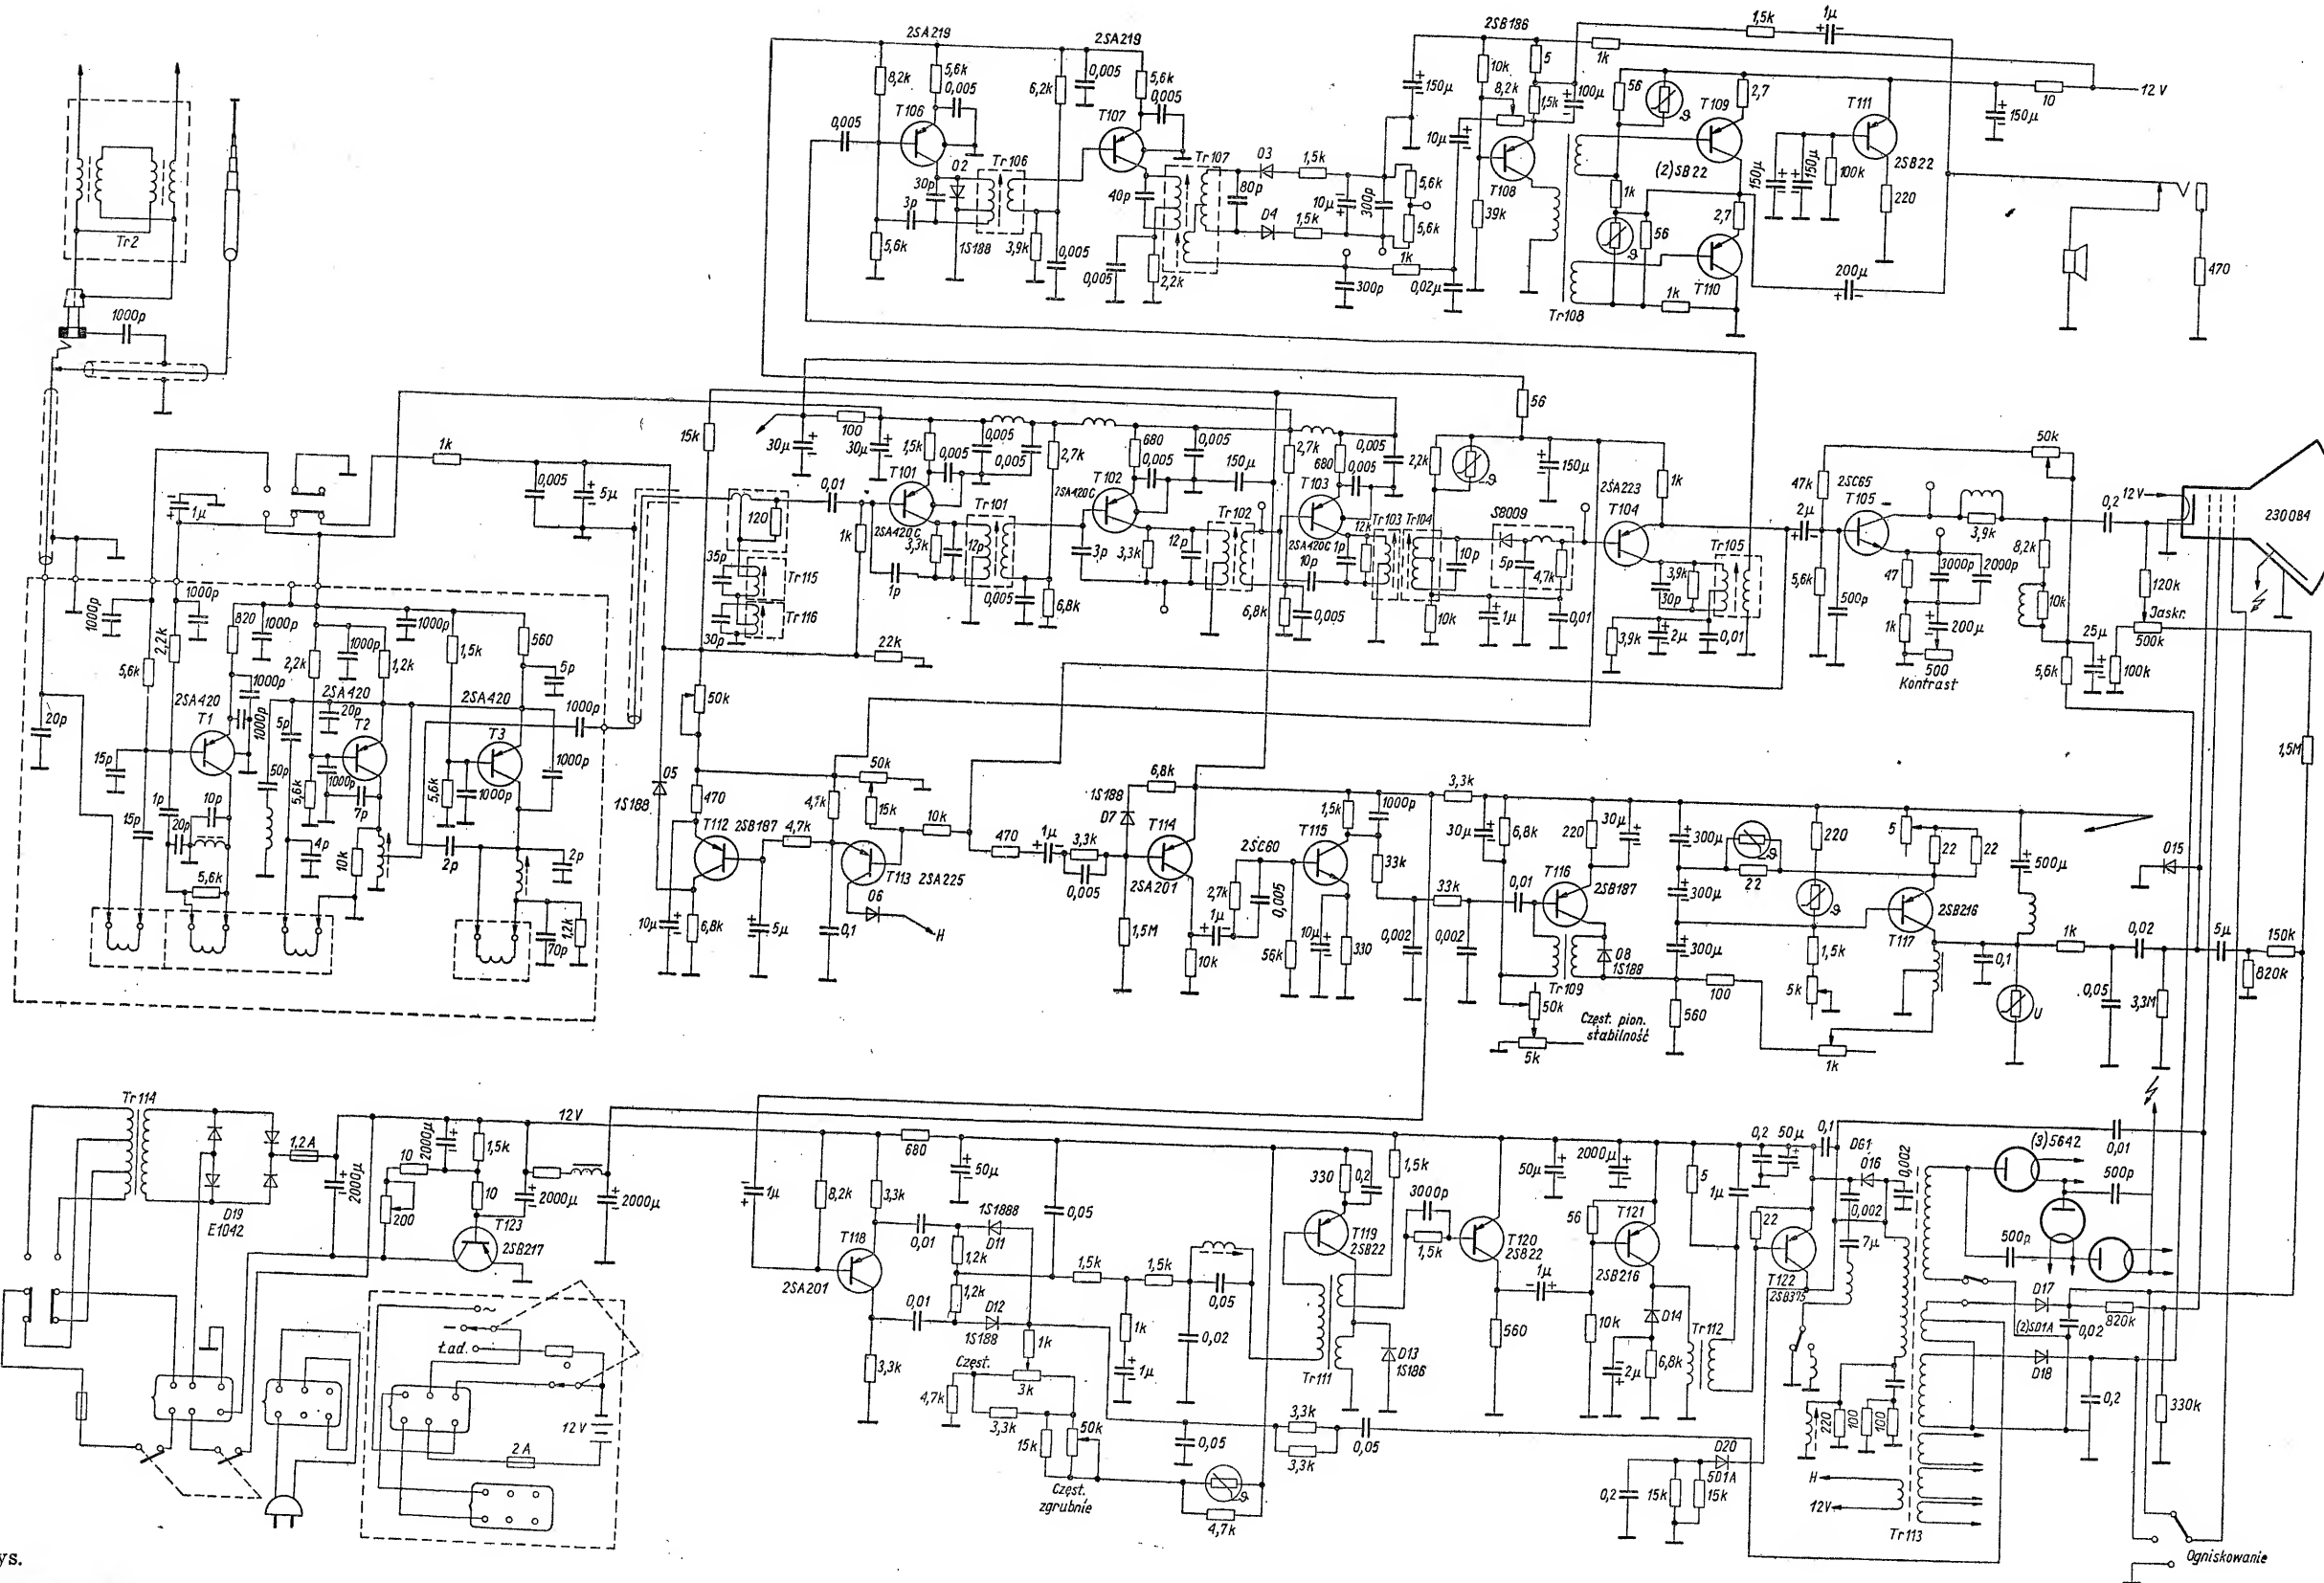 2SA219
2SA219
2SB186
1,5k
1µ
8,2k
5,6k
0,005
6,2k
0,005
5,6k
0,005
150µ
10k
5
8,2k
1,5k
100µ
1k
56
T109
2,7
T111
150µ
10
12 V
0,005
T106
T107
10µ
D2
Tr106
Tr107
D3
1,5k
T108
(2)SB22
150µ
150µ
100k
2SB22
220
30p
3p
1S188
3,9k
0,005
40p
80p
10µ
300p
5,6k
5,6k
39k
1k
56
2,7
5,6k
0,005
2,2k
D4
1,5k
1k
300p
0,02µ
Tr108
1k
T110
200µ
470
Tr2
1000p
56
1k
0,005
5µ
15k
30µ
100
30µ
1,5k
0,005
0,005
0,005
2,7k
680
0,005
0,005
150µ
2,7k
680
0,005
0,005
2,2k
150µ
2SA223
1k
47k
2µ
2SC65
T105
50k
0,2
12V
230DB4
1µ
120
0,01
T101
2SA420C
1k
3,3k
12p
Tr101
T102
2SA420C
3p
3,3k
12p
Tr102
T103
2SA420C
1p
12k
Tr103
Tr104
10p
10p
SB009
5p
4,7k
T104
Tr105
3,9k
30p
5,6k
500p
47
3000p
2000p
3,9k
8,2k
10k
120k
Jaskr.
500k
35p
Tr115
Tr116
30p
1p
0,005
6,8k
6,8k
0,005
10k
1µ
0,01
3,9k
2µ
0,01
1k
200µ
500
Kontrast
25µ
5,6k
100k
22k
1000p
1000p
2,2k
820
1000p
1000p
1000p
5,6k
2,2k
1,2k
1,5k
560
5p
1000p
20p
2SA420
T1
1000p
1000p
5p
2SA420
20p
T2
2SA420
T3
1000p
50k
1,5M
15p
50p
5,6k
1000p
7p
5,6k
1000p
1p
10p
20p
15p
5,6k
4p
10k
2p
2p
70p
1,2k
D5
1S188
470
T112
2SB187
4,7k
4,7k
50k
15k
10k
T113
2SA225
D6
H
10µ
6,8k
5µ
0,1
470
1µ
3,3k
0,005
1S188
D7
6,8k
T114
2SA201
1,5M
10k
1µ
2SC60
2,7k
0,005
T115
1,5k
1000p
33k
56k
10µ
330
3,3k
30µ
6,8k
220
30µ
33k
0,002
0,002
0,01
T116
2SB187
D8
1S188
Tr109
50k
5k
Częst. pion.
stabilność
300µ
22
300µ
300µ
100
560
220
1,5k
5k
1k
5
22
22
T117
2SB216
500µ
0,1
U
1k
0,05
0,02
3,3M
D15
5µ
820k
150k
Tr114
D19
E1042
1,2A
2000µ
10
200
2000µ
1,5k
10
T123
2SB217
12V
2000µ
2000µ
t.ad.
12V
2A
1µ
8,2k
680
3,3k
T118
2SA201
3,3k
50µ
0,01
1S1888
D11
1,2k
1,2k
0,01
D12
1S188
0,05
1k
Częst.
3k
4,7k
3,3k
15k
50k
Częst.
zgrubnie
1,5k
1k
1µ
1,5k
0,05
0,02
0,05
4,7k
330
0,2
T119
2SB22
Tr111
D13
1S186
3,3k
3,3k
0,05
1,5k
3000p
1,5k
T120
2SB22
560
50µ
2000µ
1µ
56
T121
2SB216
10k
D14
2µ
6,8k
Tr112
5
1µ
0,2
50µ
22
T122
2SB375
0,1
DG1
D16
0,002
0,002
7µ
220
100
100
D20
5D1A
0,2
15k
15k
H
12V
Tr113
(3)5642
500p
500p
0,01
D17
(2)SD1A
0,02
820k
D18
0,2
330k
Ogniskowanie
ys.